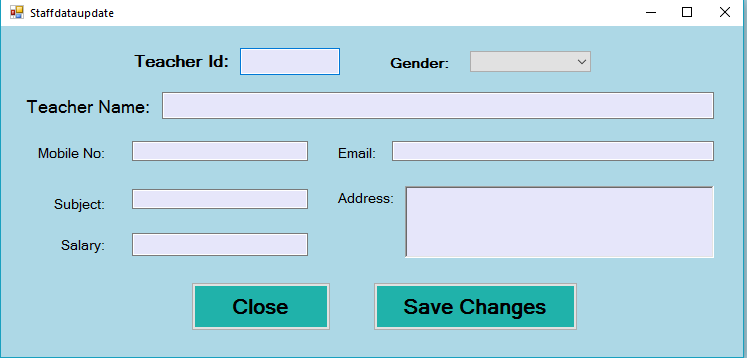 Staffdataupdate
Teacher Id:
Gender:
Teacher Name:
Mobile No:
Email:
Subject:
Address:
Salary:
Close
Save Changes